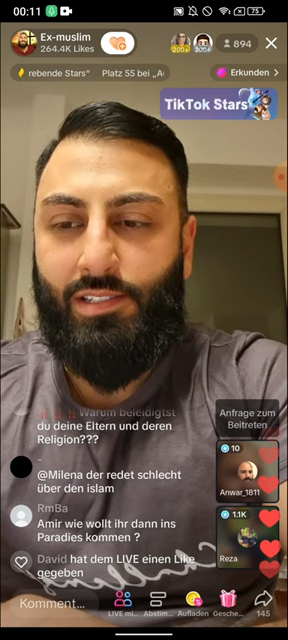 00:11
75
Ex-muslim
264.4K Likes
200+
300+
894
rebende Stars"
Platz 55 bei „Au
Erkunden >
TikTok Stars
Warum beleidigtst
du deine Eltern und deren
Religion???
-
@Milena der redet schlecht
über den islam
RmBa
Amir wie wollt ihr dann ins
Paradies kommen ?
David hat dem LIVE einen Like
gegeben
Anfrage zum
Beitreten
10
Anwar_1811
1.1K
Reza
Komment...
LIVE mi...
Abstim...
Aufladen
Gesche...
145